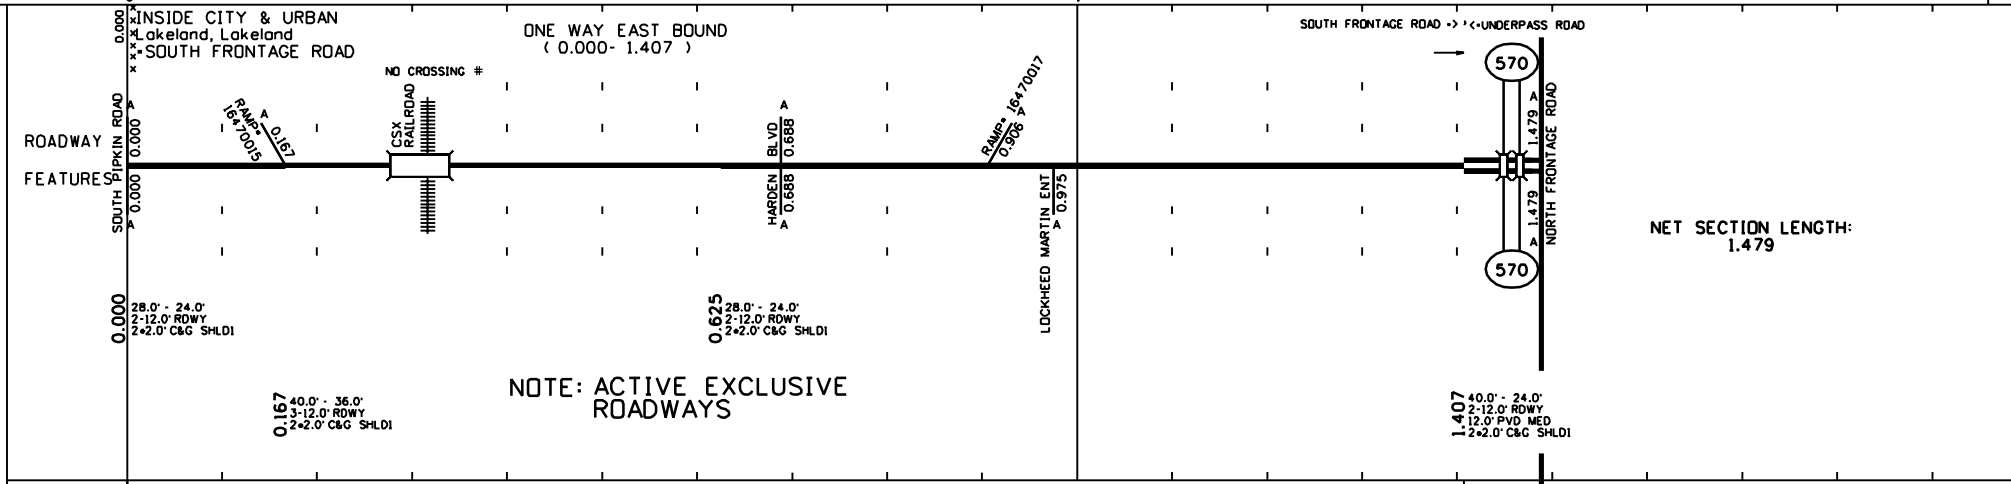 0.000
INSIDE CITY & URBAN
Lakeland, Lakeland
SOUTH FRONTAGE ROAD
ONE WAY EAST BOUND
( 0.000- 1.407 )
SOUTH FRONTAGE ROAD -> <-UNDERPASS ROAD
NO CROSSING #
ROADWAY
FEATURES
SOUTH PIPKIN ROAD
A
0.000
0.000
A
RAMP-
16470015
A 0.167
CSX
RAILROAD
HARDEN BLVD
A
0.688
0.688
A
RAMP- 16470017
0.906 A
LOCKHEED MARTIN ENT
0.975
A
570
A
1.479
1.479
A
NORTH FRONTAGE ROAD
570
NET SECTION LENGTH:
1.479
0.000
28.0' - 24.0'
2-12.0' RDWY
2-2.0' C&G SHLD1
0.625
28.0' - 24.0'
2-12.0' RDWY
2-2.0' C&G SHLD1
NOTE: ACTIVE EXCLUSIVE
ROADWAYS
0.167
40.0' - 36.0'
3-12.0' RDWY
2-2.0' C&G SHLD1
1.407
40.0' - 24.0'
2-12.0' RDWY
12.0' PVD MED
2-2.0' C&G SHLD1